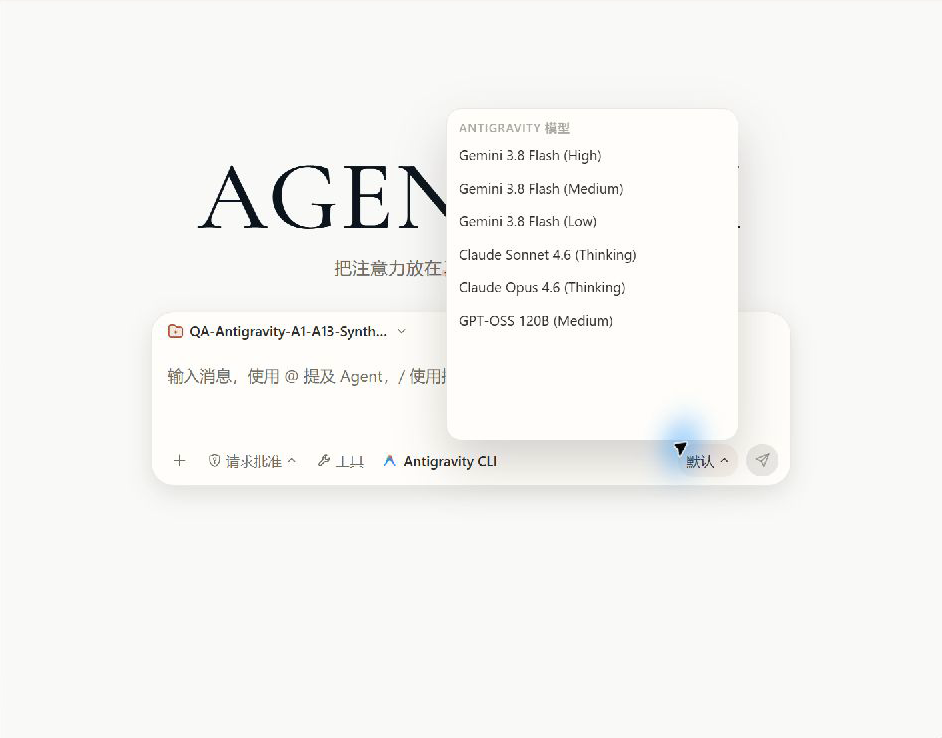 ANTIGRAVITY 模型
Gemini 3.8 Flash (High)
Gemini 3.8 Flash (Medium)
Gemini 3.8 Flash (Low)
Claude Sonnet 4.6 (Thinking)
Claude Opus 4.6 (Thinking)
GPT-OSS 120B (Medium)
AGEN
把注意力放在
QA-Antigravity-A1-A13-Synth...
输入消息，使用 @ 提及 Agent，/ 使用
请求批准 工具 Antigravity CLI 默认